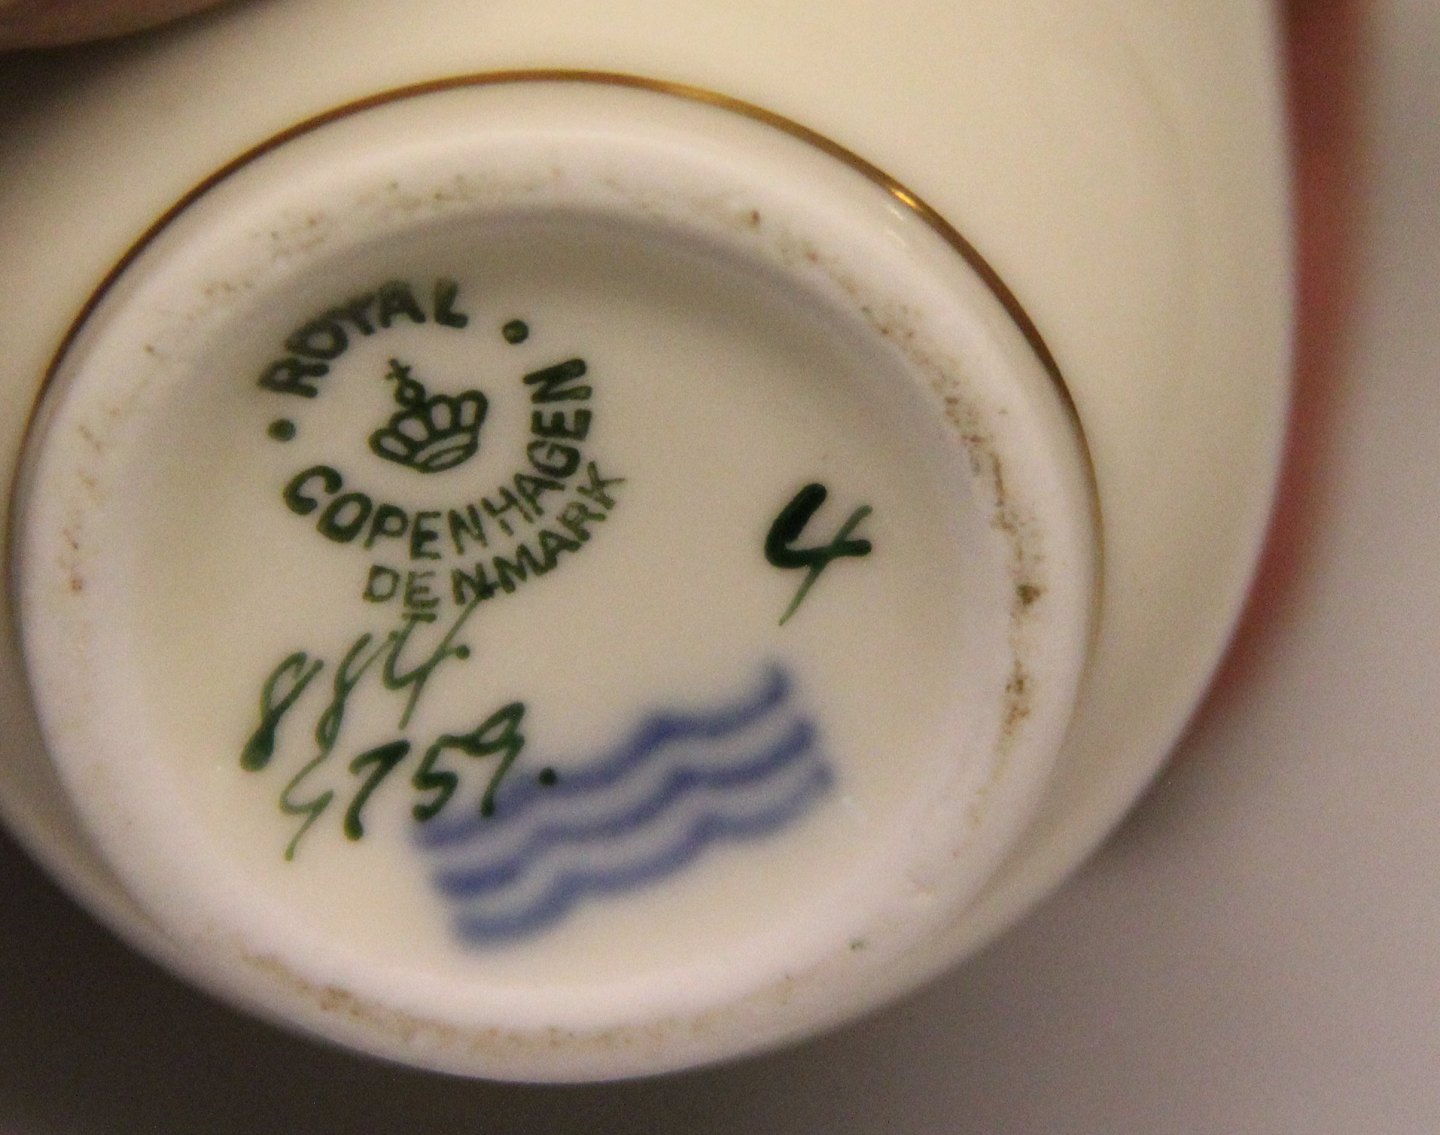 ROYAL
COPENHAGEN
DENMARK
884.
4759.
4